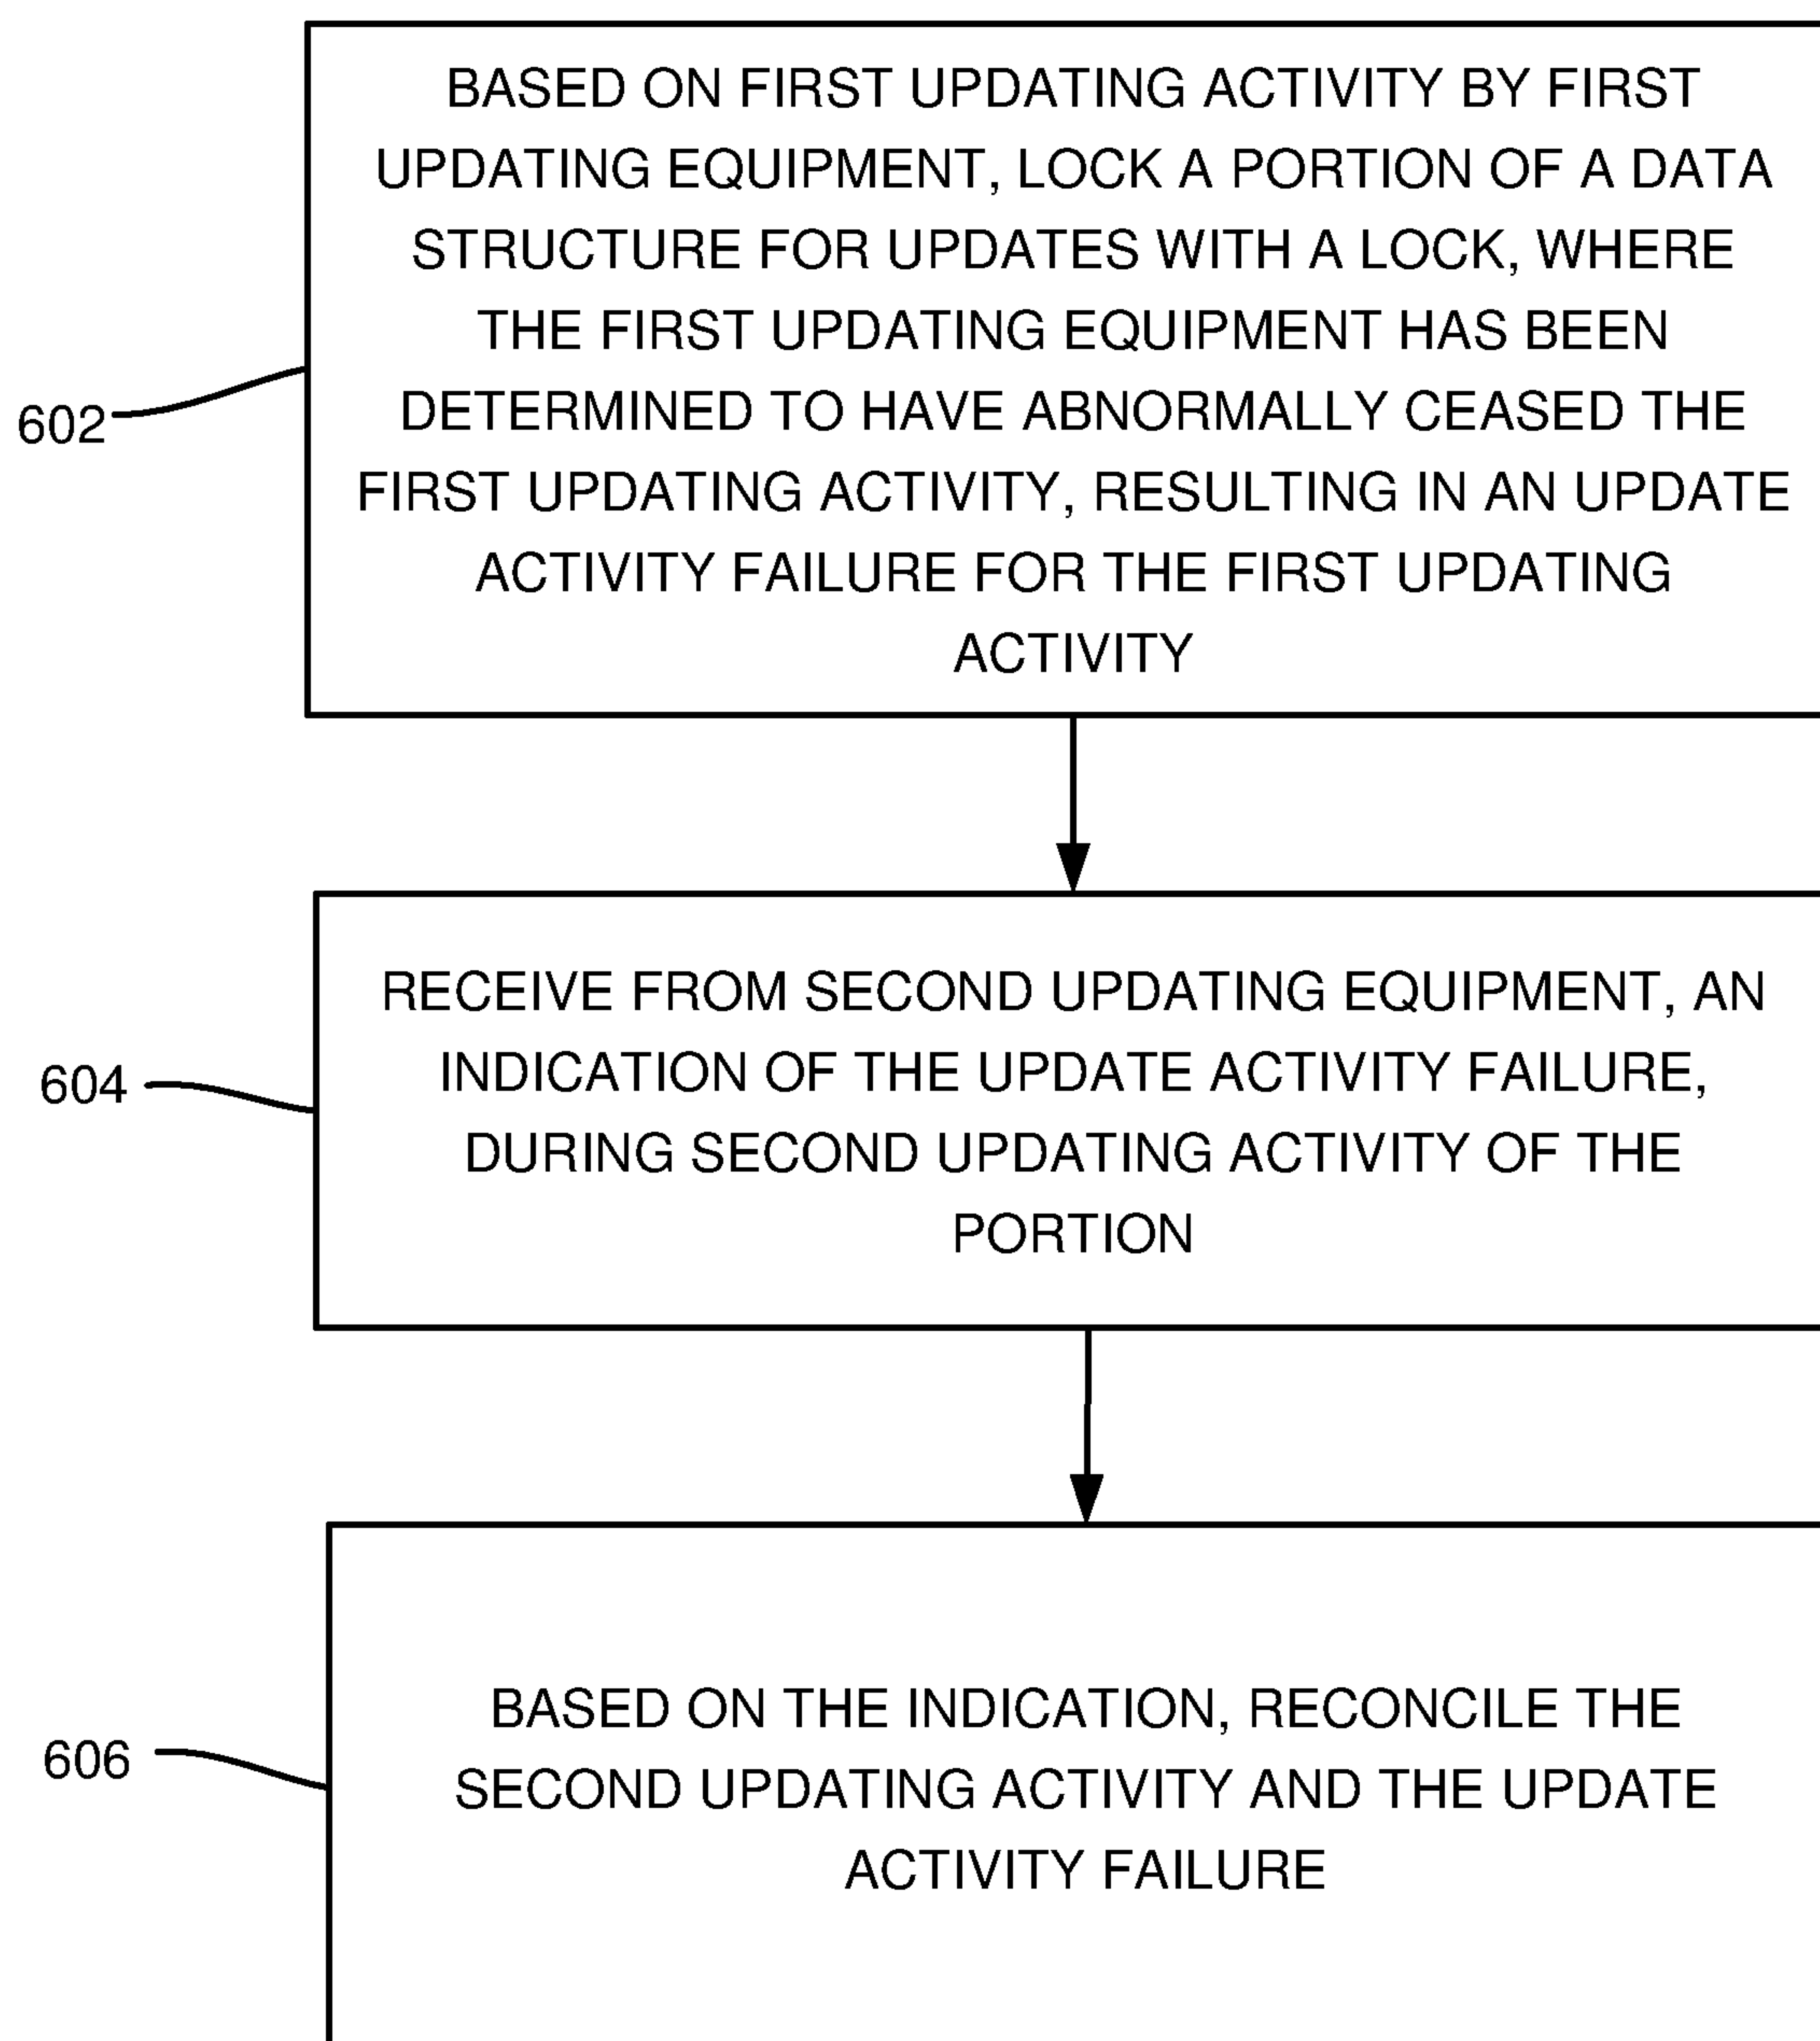 BASED ON FIRST UPDATING ACTIVITY BY FIRST
UPDATING EQUIPMENT, LOCK A PORTION OF A DATA
STRUCTURE FOR UPDATES WITH A LOCK, WHERE
THE FIRST UPDATING EQUIPMENT HAS BEEN
DETERMINED TO HAVE ABNORMALLY CEASED THE
FIRST UPDATING ACTIVITY, RESULTING IN AN UPDATE
ACTIVITY FAILURE FOR THE FIRST UPDATING
ACTIVITY
602
RECEIVE FROM SECOND UPDATING EQUIPMENT, AN
INDICATION OF THE UPDATE ACTIVITY FAILURE,
DURING SECOND UPDATING ACTIVITY OF THE
PORTION
604
BASED ON THE INDICATION, RECONCILE THE
SECOND UPDATING ACTIVITY AND THE UPDATE
ACTIVITY FAILURE
606